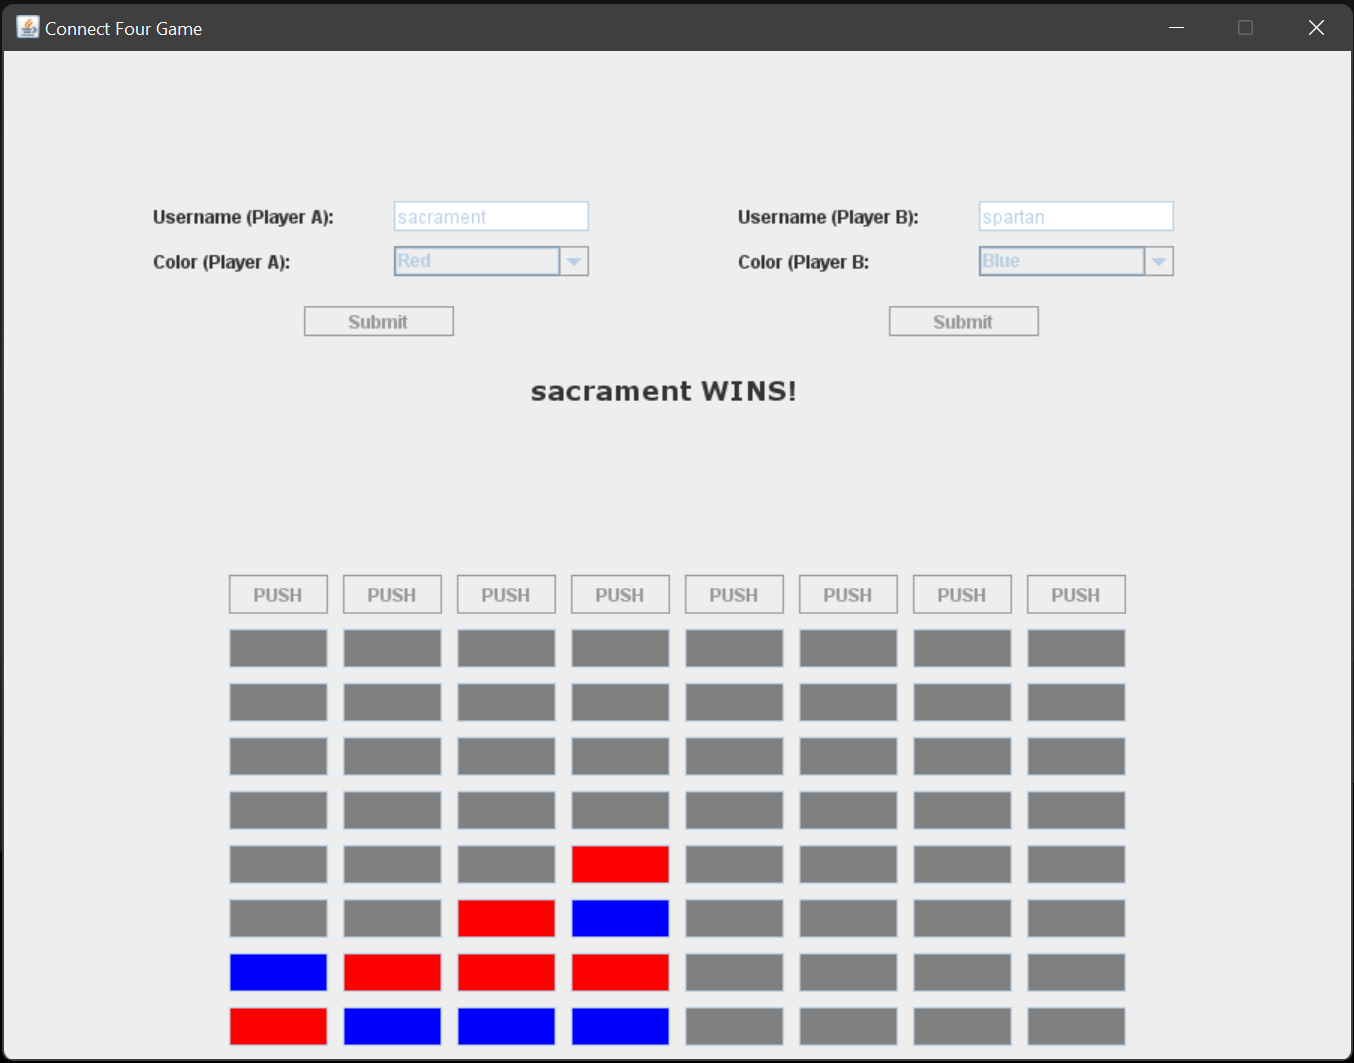 Connect Four Game
Username (Player A): sacrament Username (Player B): spartan
Color (Player A): Red Color (Player B: Blue
Submit Submit
sacrament WINS!
PUSH PUSH PUSH PUSH PUSH PUSH PUSH PUSH